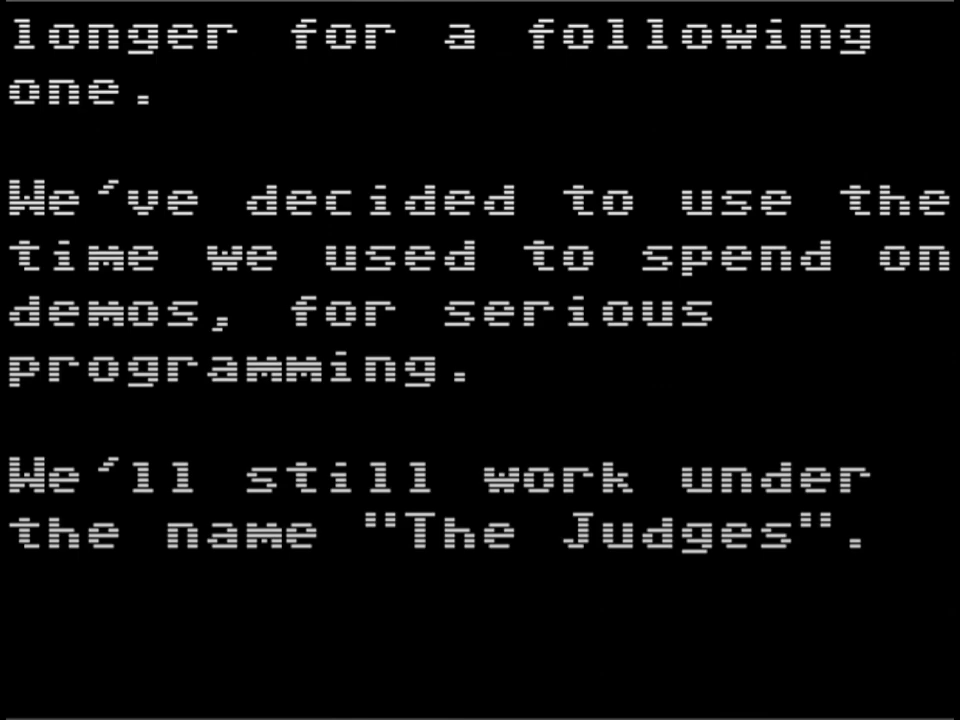 longer for a following
one.
We've decided to use the
time we used to spend on
demos, for serious
programming.
We'll still work under
the name "The Judges".